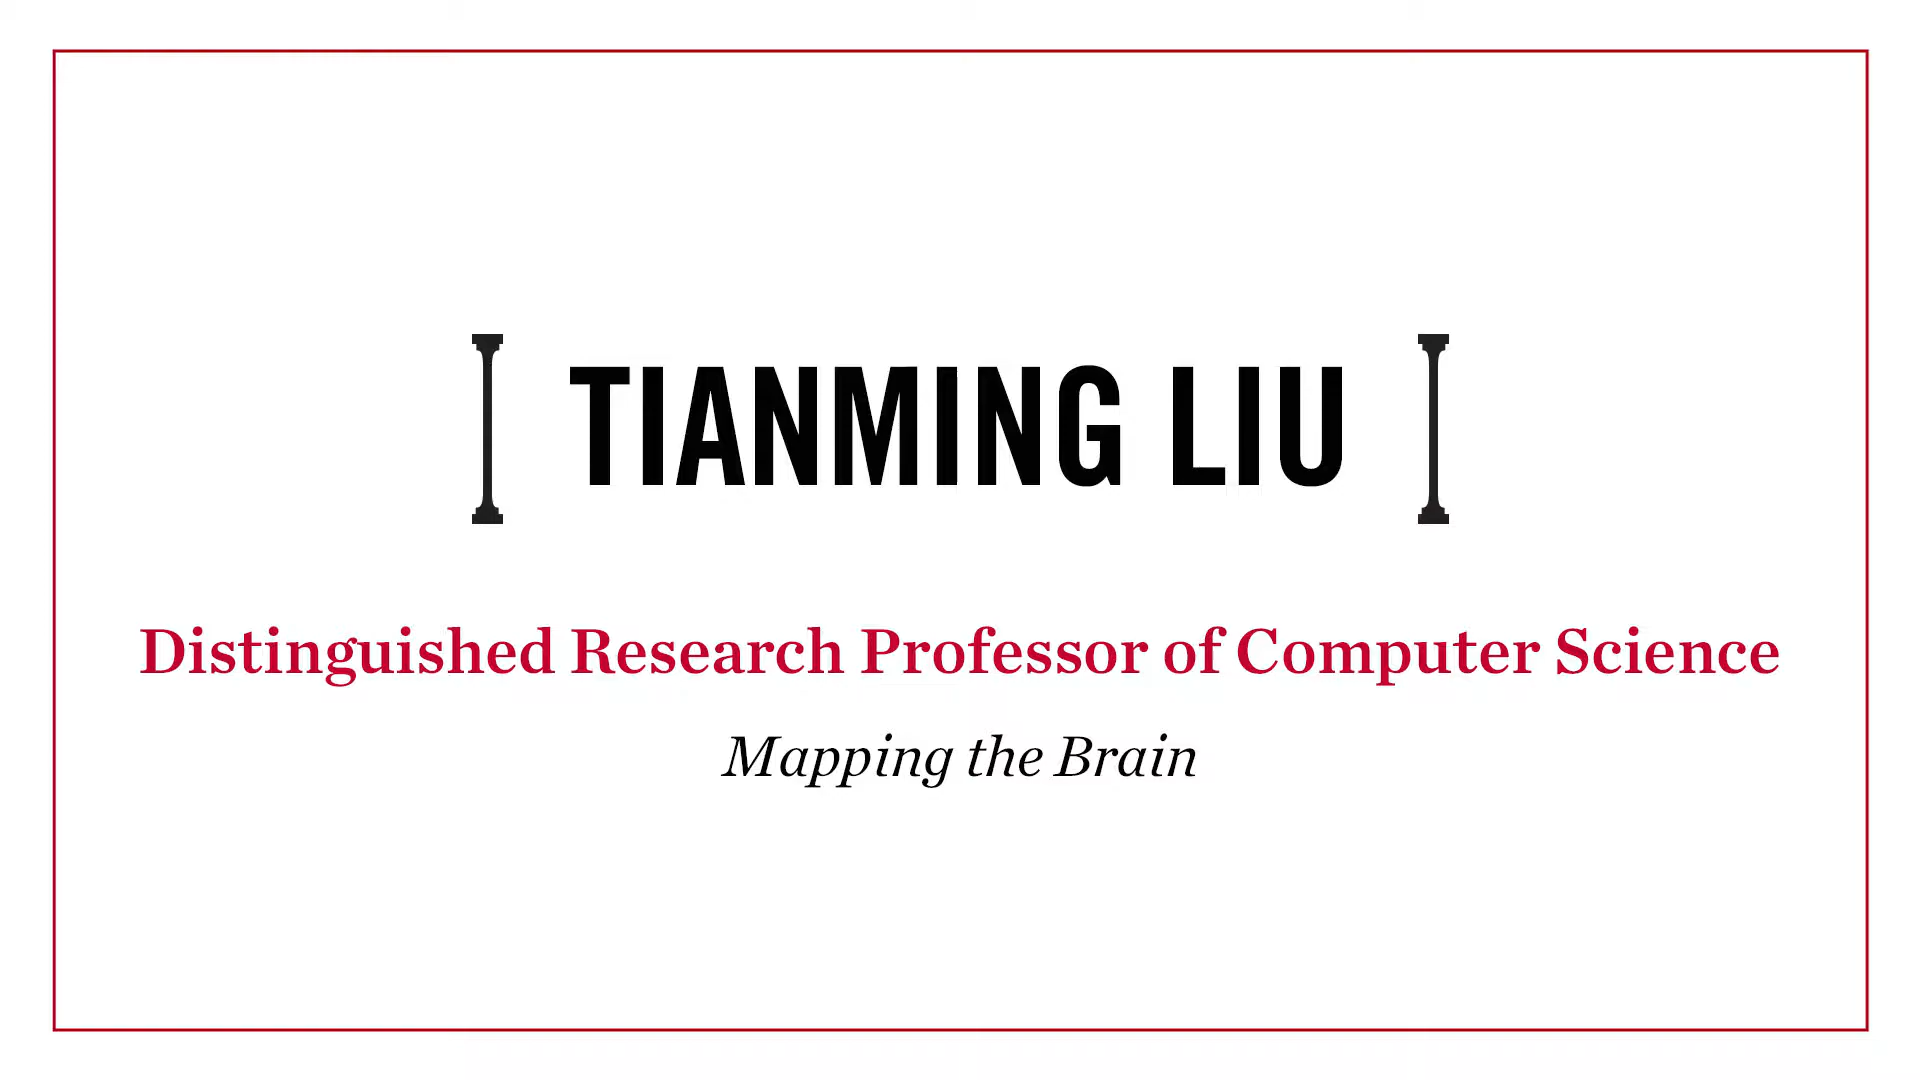 TIANMING LIU
Distinguished Research Professor of Computer Science
Mapping the Brain